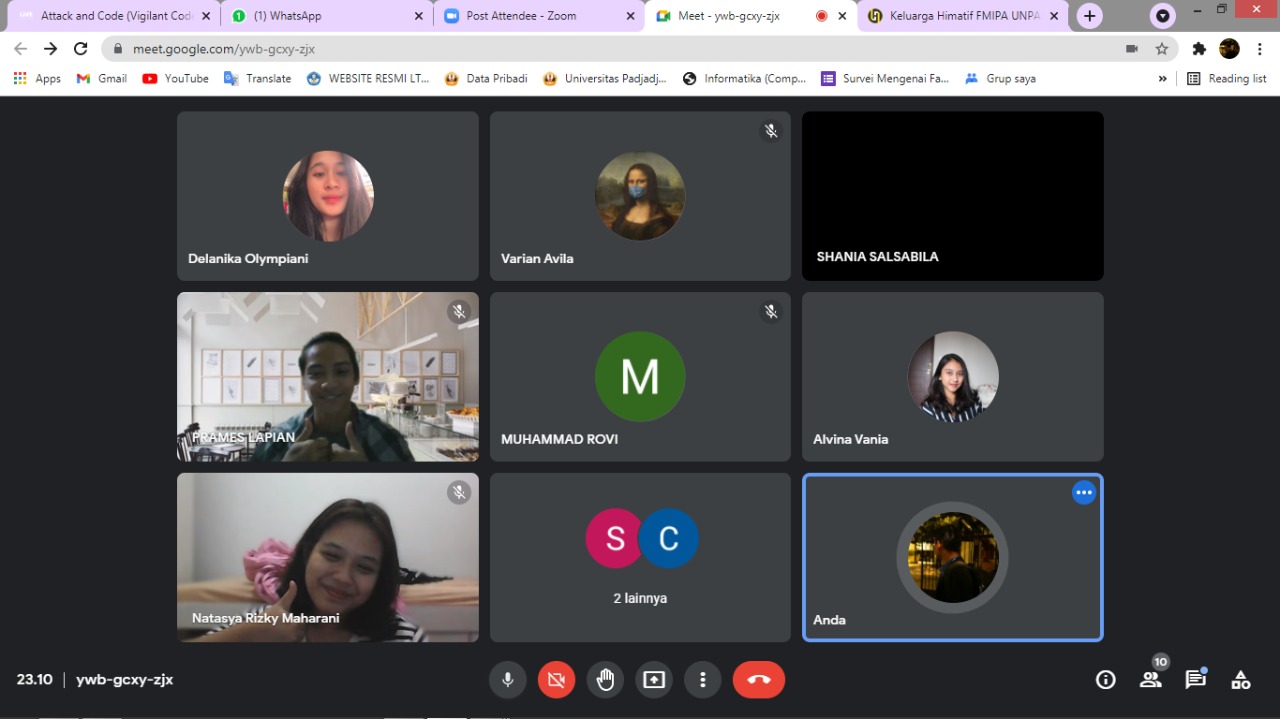 Attack and Code (Vigilant Cod
(1) WhatsApp
Post Attendee - Zoom
Meet - ywb-gcxy-zjx
Keluarga Himatif FMIPA UNPA
meet.google.com/ywb-gcxy-zjx
Apps
Gmail
YouTube
Translate
WEBSITE RESMI LT...
Data Pribadi
Universitas Padjadj...
Informatika (Comp...
Survei Mengenai Fa...
Grup saya
»
Reading list
Delanika Olympiani
Varian Avila
SHANIA SALSABILA
PRAMES LAPIAN
M
MUHAMMAD ROVI
Alvina Vania
Natasya Rizky Maharani
S C
2 lainnya
Anda
23.10 | ywb-gcxy-zjx
10